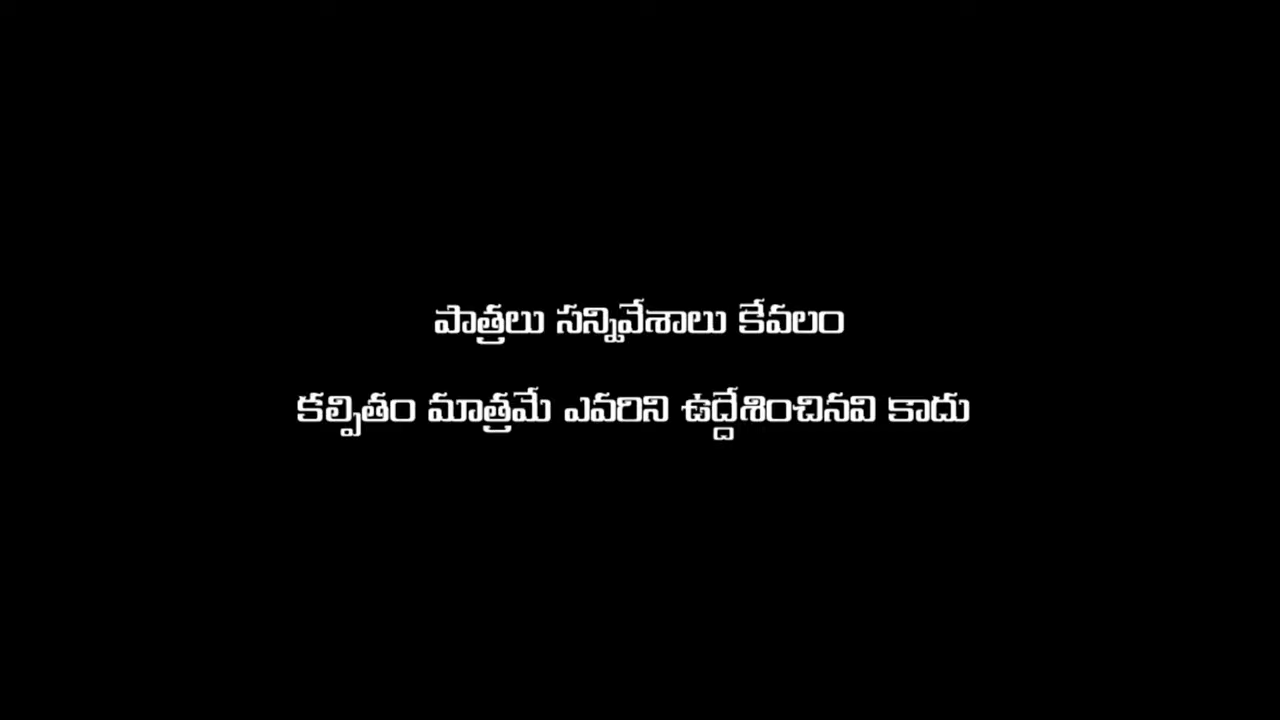 పాత్రలు సన్నివేశాలు కేవలం
కల్పితం మాత్రమే ఎవరిని ఉద్దేశించినవి కాదు